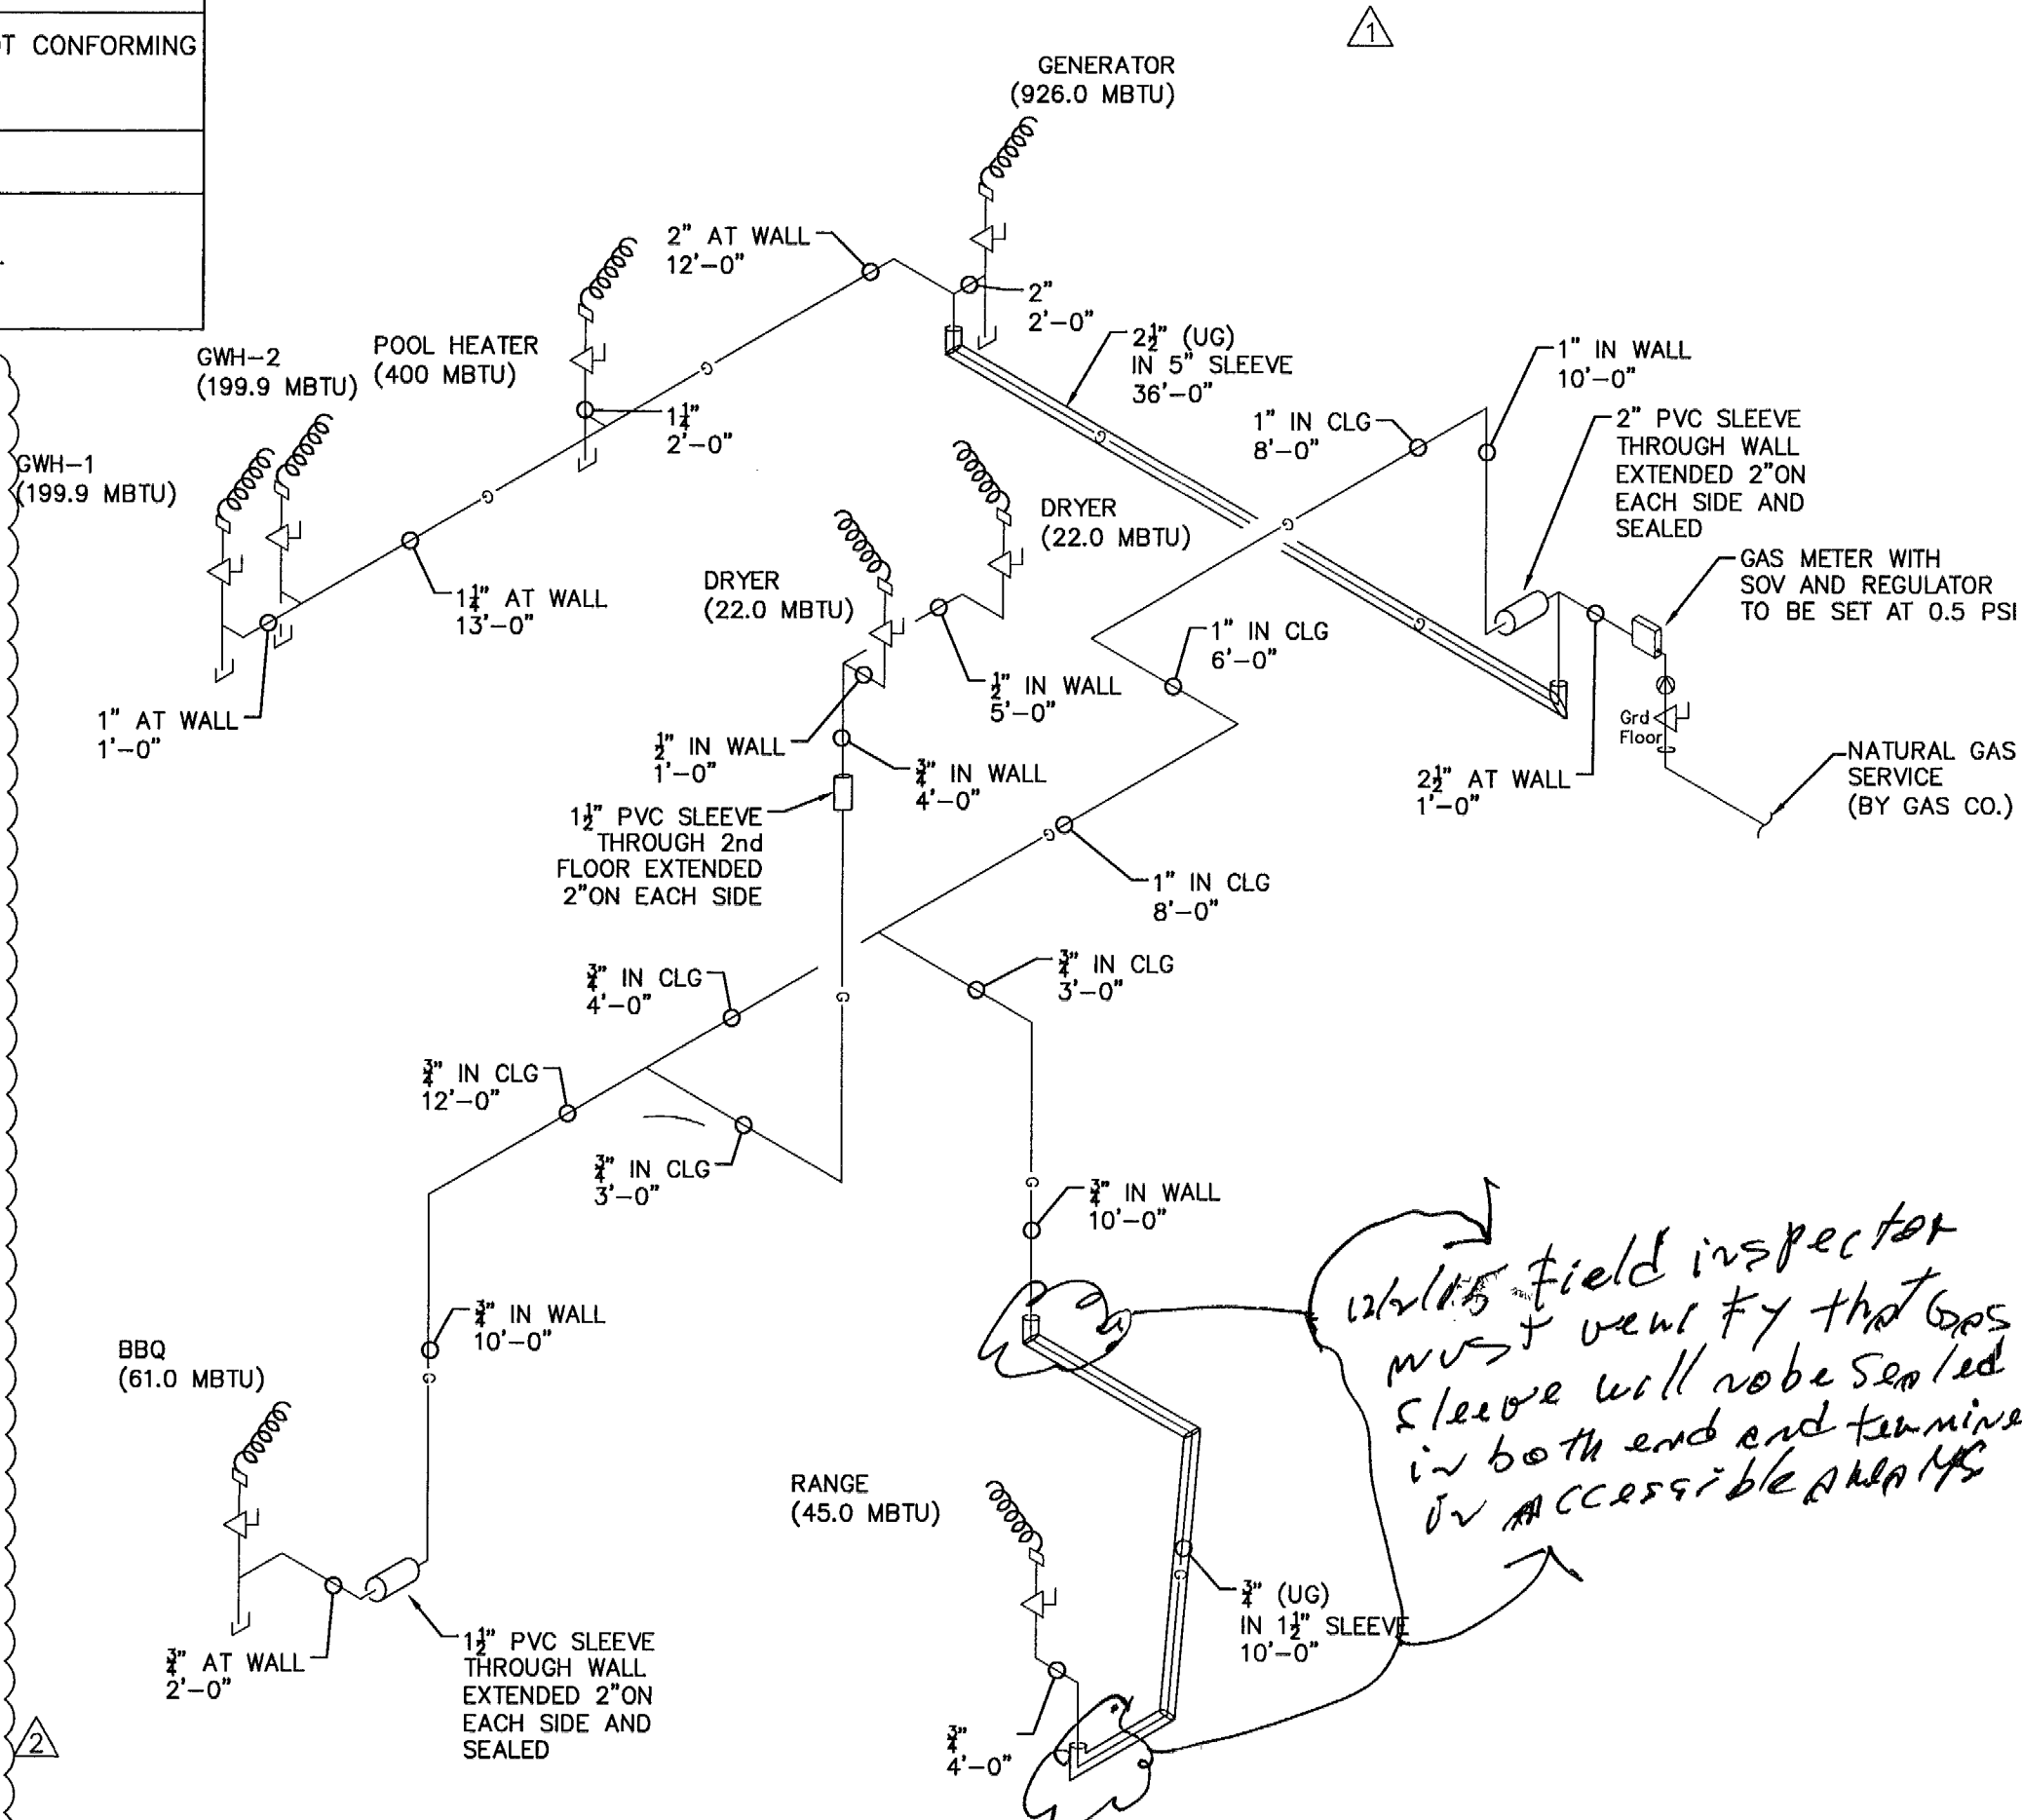 T CONFORMING
1
GENERATOR
(926.0 MBTU)
2" AT WALL
12'-0"
2"
2'-0"
2½" (UG)
IN 5" SLEEVE
36'-0"
GWH-2
(199.9 MBTU)
POOL HEATER
(400 MBTU)
1¼"
2'-0"
GWH-1
(199.9 MBTU)
1" IN CLG
8'-0"
1" IN WALL
10'-0"
2" PVC SLEEVE
THROUGH WALL
EXTENDED 2"ON
EACH SIDE AND
SEALED
DRYER
(22.0 MBTU)
DRYER
(22.0 MBTU)
GAS METER WITH
SOV AND REGULATOR
TO BE SET AT 0.5 PSI
1¼" AT WALL
13'-0"
1" AT WALL
1'-0"
½" IN WALL
5'-0"
1" IN CLG
6'-0"
½" IN WALL
1'-0"
¾" IN WALL
4'-0"
Grd
Floor
2½" AT WALL
1'-0"
NATURAL GAS
SERVICE
(BY GAS CO.)
1½" PVC SLEEVE
THROUGH 2nd
FLOOR EXTENDED
2"ON EACH SIDE
1" IN CLG
8'-0"
¾" IN CLG
4'-0"
¾" IN CLG
3'-0"
¾" IN CLG
12'-0"
¾" IN CLG
3'-0"
¾" IN WALL
10'-0"
¾" IN WALL
10'-0"
BBQ
(61.0 MBTU)
12/2/15 Field inspector
must verify that Gas
Sleeve will
be Sealed
in both end and
in Accessible
RANGE
(45.0 MBTU)
¾" (UG)
IN 1½" SLEEVE
10'-0"
¾" AT WALL
2'-0"
1½" PVC SLEEVE
THROUGH WALL
EXTENDED 2"ON
EACH SIDE AND
SEALED
¾"
4'-0"
2
G
G
G
G
G
G
G
G
G
G